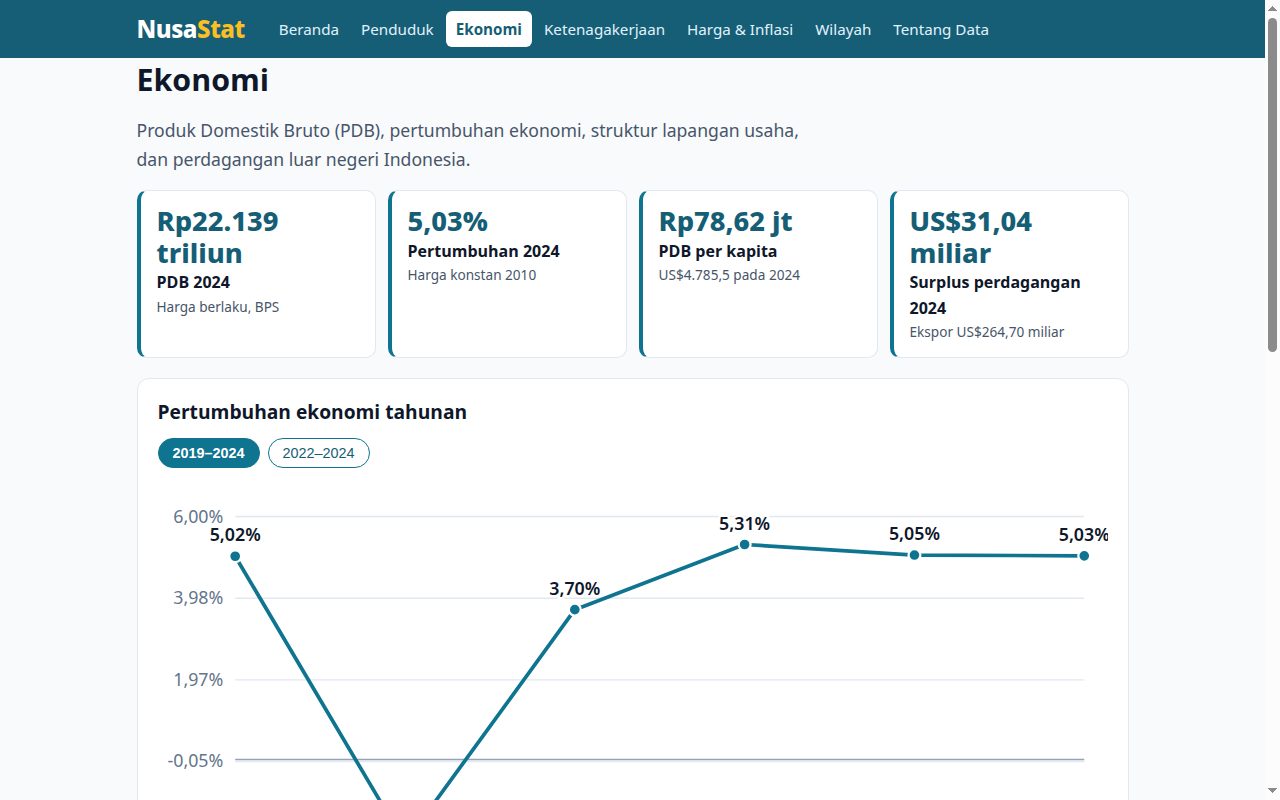 NusaStat
Beranda
Penduduk
Ekonomi
Ketenagakerjaan
Harga & Inflasi
Wilayah
Tentang Data
Ekonomi
Produk Domestik Bruto (PDB), pertumbuhan ekonomi, struktur lapangan usaha,
dan perdagangan luar negeri Indonesia.
Rp22.139
triliun
PDB 2024
Harga berlaku, BPS
5,03%
Pertumbuhan 2024
Harga konstan 2010
Rp78,62 jt
PDB per kapita
US$4.785,5 pada 2024
US$31,04
miliar
Surplus perdagangan
2024
Ekspor US$264,70 miliar
Pertumbuhan ekonomi tahunan
2019–2024
2022–2024
6,00%
5,02%
5,31%
5,05%
5,03%
3,70%
3,98%
1,97%
-0,05%